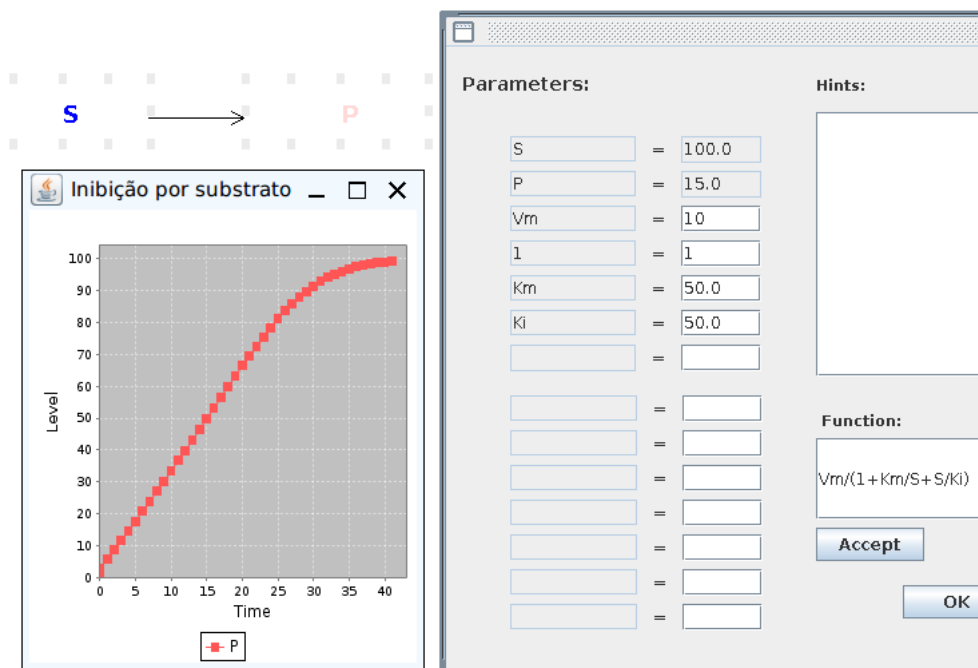 S
P
Inibição por substrato
100
90
80
70
60
50
40
30
20
10
0
Level
0 5 10 15 20 25 30 35 40
Time
P
Parameters:
S = 100.0
P = 15.0
Vm = 10
1 = 1
Km = 50.0
Ki = 50.0
=
=
=
=
=
=
=
=
Hints:
Function:
Vm/(1+Km/S+S/Ki)
Accept
OK